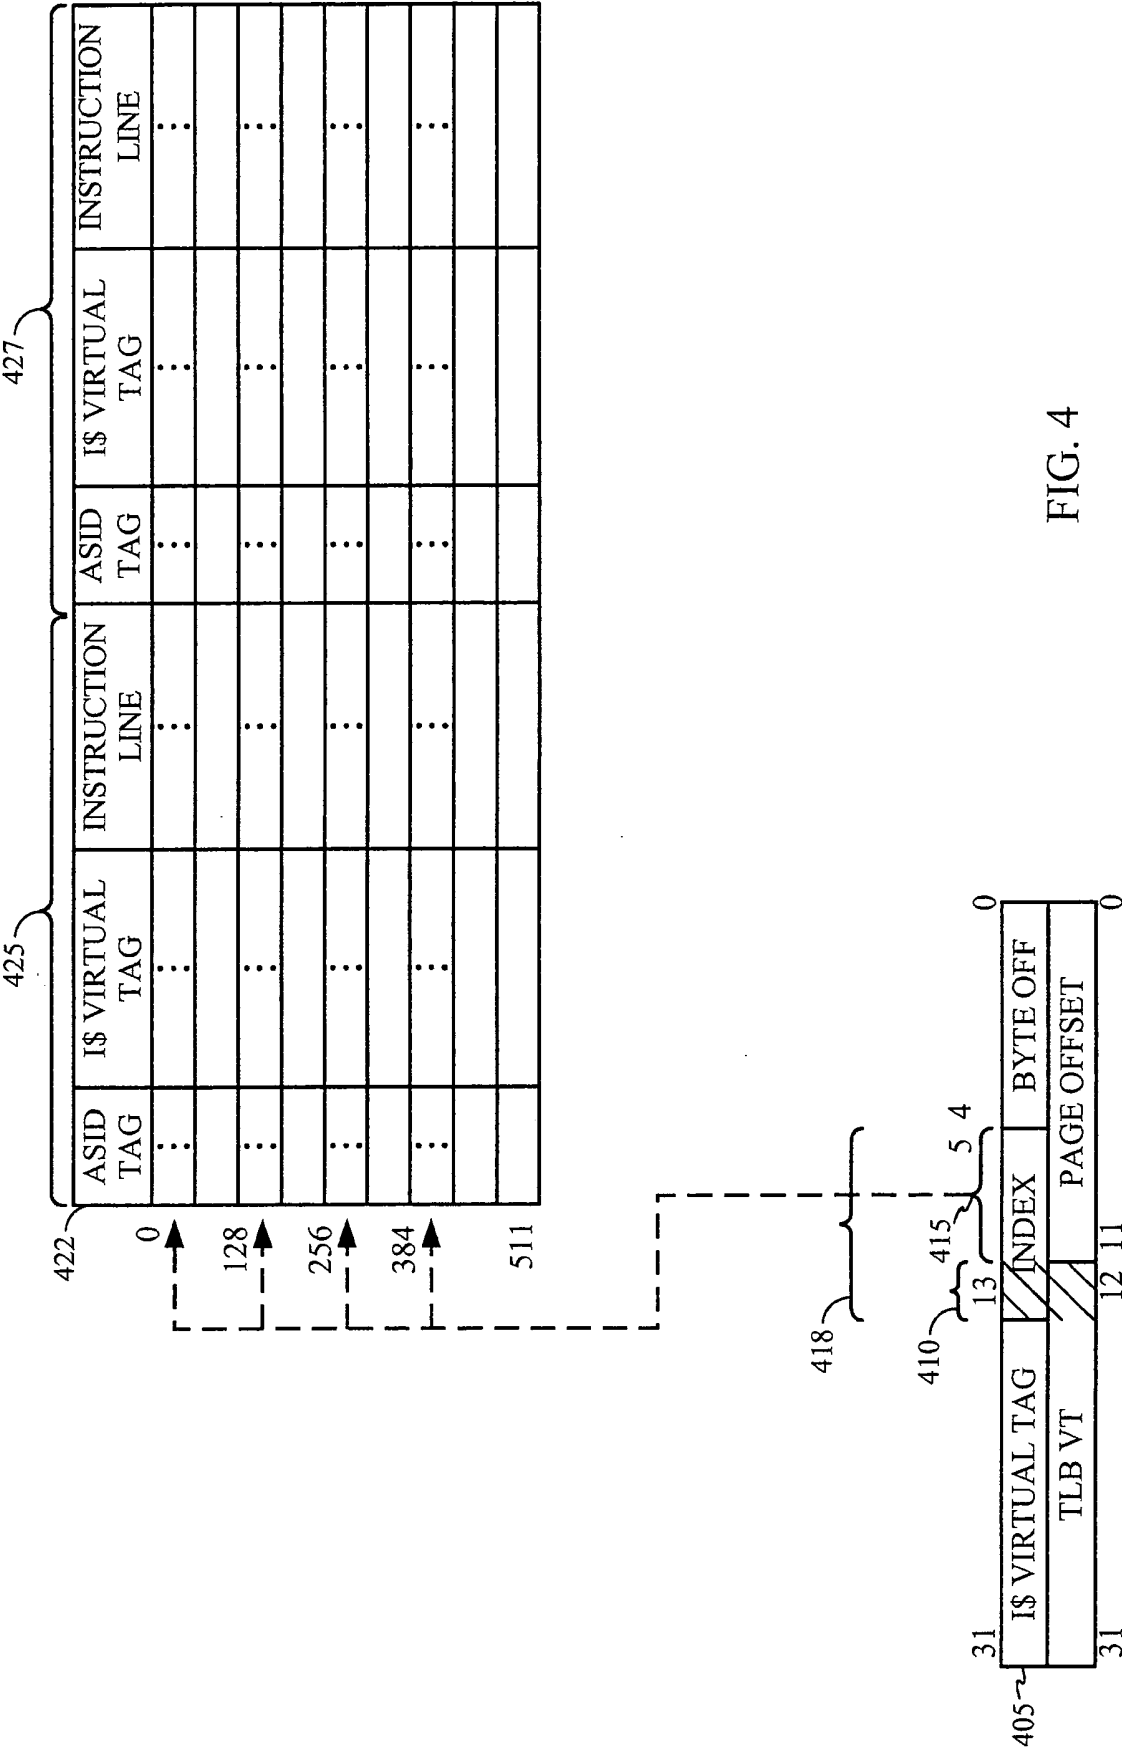 425
427
422
ASID TAG
I$ VIRTUAL TAG
INSTRUCTION LINE
ASID TAG
I$ VIRTUAL TAG
INSTRUCTION LINE
0
128
256
384
511
418
410
415
31
13
5
4
0
405
I$ VIRTUAL TAG
INDEX
BYTE OFF
TLB VT
PAGE OFFSET
31
12
11
0
FIG. 4